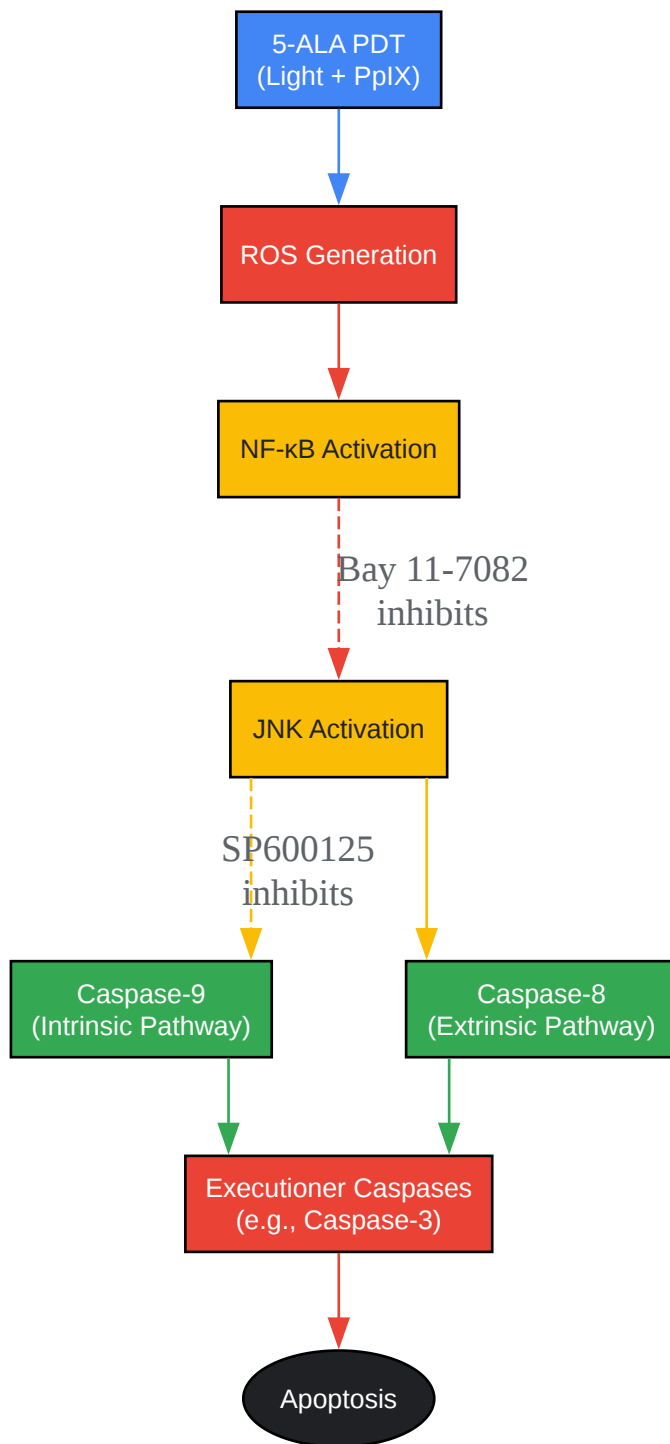 5-ALA PDT
(Light + PpIX)
ROS Generation
NF-κB Activation
Bay 11-7082
inhibits
JNK Activation
SP600125
inhibits
Caspase-9
(Intrinsic Pathway)
Caspase-8
(Extrinsic Pathway)
Executioner Caspases
(e.g., Caspase-3)
Apoptosis